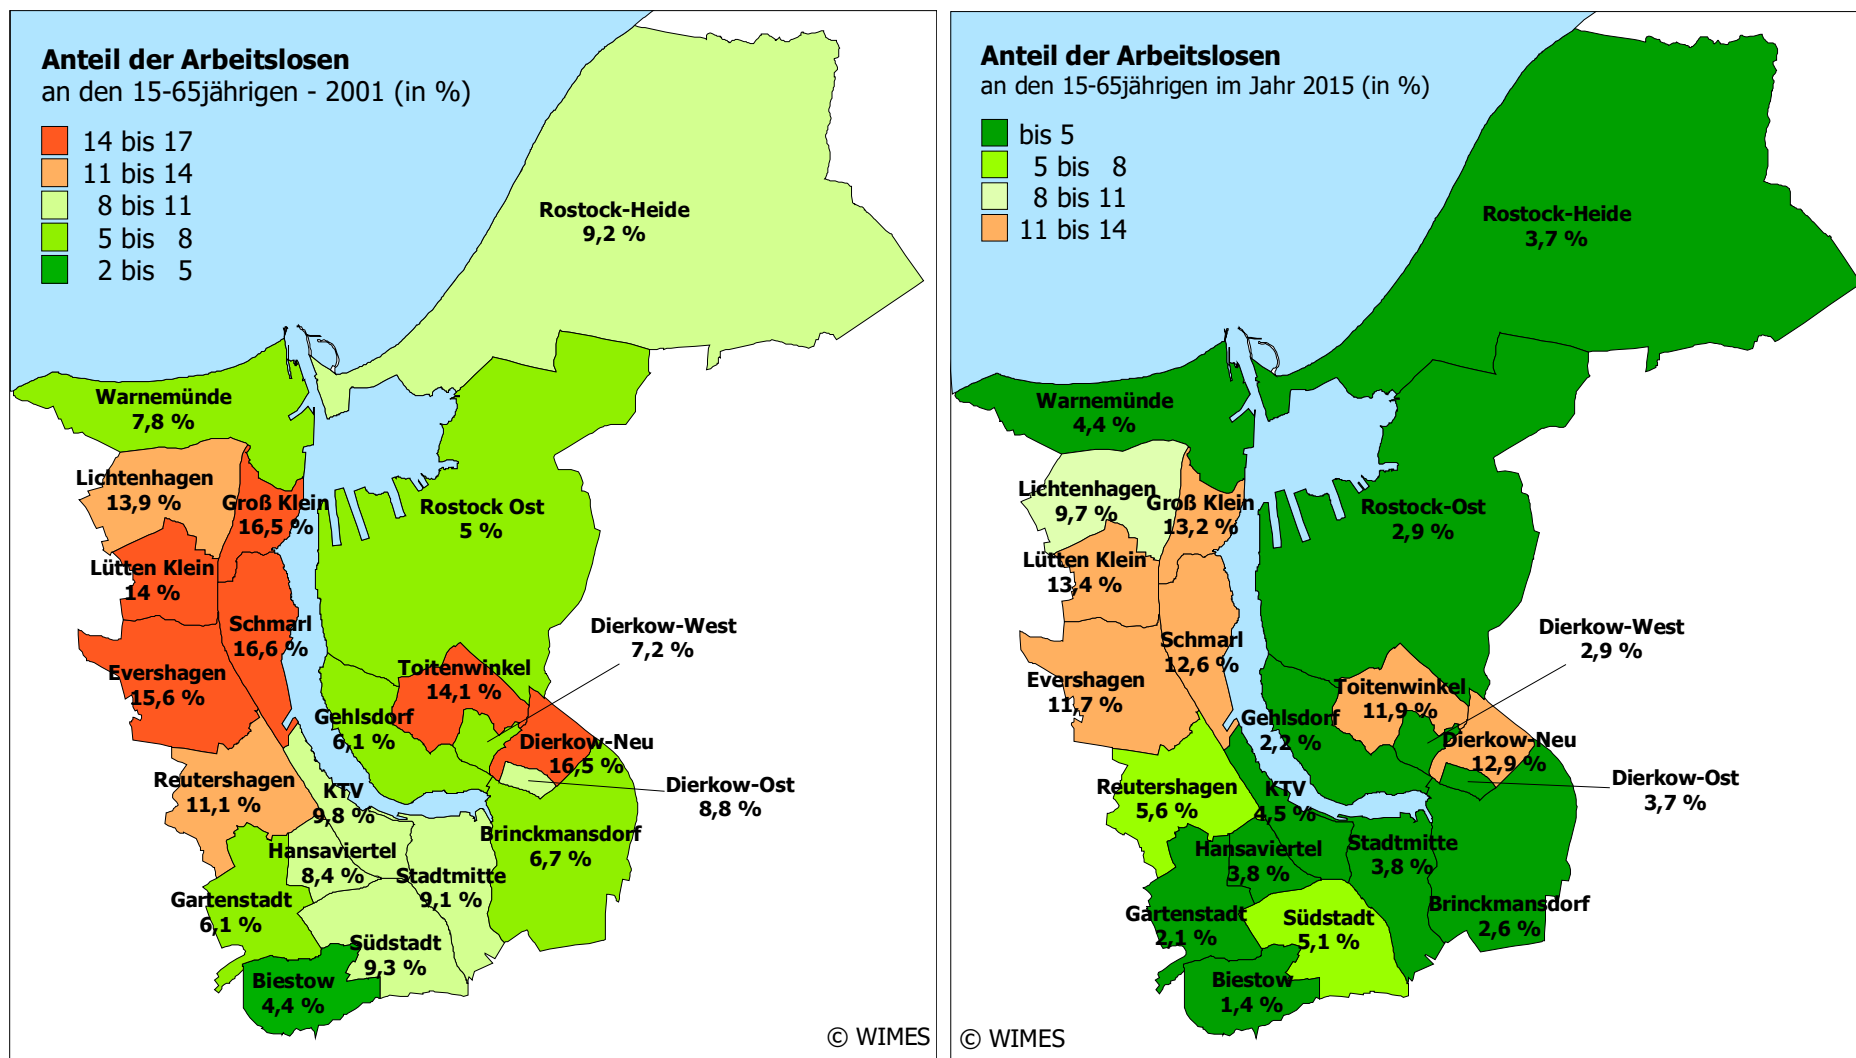 Anteil der Arbeitslosen
an den 15-65jährigen - 2001 (in %)
14 bis 17
11 bis 14
8 bis 11
5 bis 8
2 bis 5
Rostock-Heide
9,2 %
Warnemünde
7,8 %
Lichtenhagen
13,9 %
Groß Klein
16,5 %
Rostock Ost
5 %
Lütten Klein
14 %
Schmarl
16,6 %
Dierkow-West
7,2 %
Evershagen
15,6 %
Toitenwinkel
14,1 %
Gehlsdorf
6,1 %
Dierkow-Neu
16,5 %
Reutershagen
11,1 %
KTV
9,8 %
Dierkow-Ost
8,8 %
Brinckmansdorf
6,7 %
Hansaviertel
8,4 %
Stadtmitte
9,1 %
Gartenstadt
6,1 %
Südstadt
9,3 %
Biestow
4,4 %
© WIMES
Anteil der Arbeitslosen
an den 15-65jährigen im Jahr 2015 (in %)
bis 5
5 bis 8
8 bis 11
11 bis 14
Rostock-Heide
3,7 %
Warnemünde
4,4 %
Lichtenhagen
9,7 %
Groß Klein
13,2 %
Rostock-Ost
2,9 %
Lütten Klein
13,4 %
Schmarl
12,6 %
Dierkow-West
2,9 %
Evershagen
11,7 %
Toitenwinkel
11,9 %
Gehlsdorf
2,2 %
Dierkow-Neu
12,9 %
Reutershagen
5,6 %
KTV
4,5 %
Dierkow-Ost
3,7 %
Hansaviertel
3,8 %
Stadtmitte
3,8 %
Brinckmansdorf
2,6 %
Gartenstadt
2,1 %
Südstadt
5,1 %
Biestow
1,4 %
© WIMES